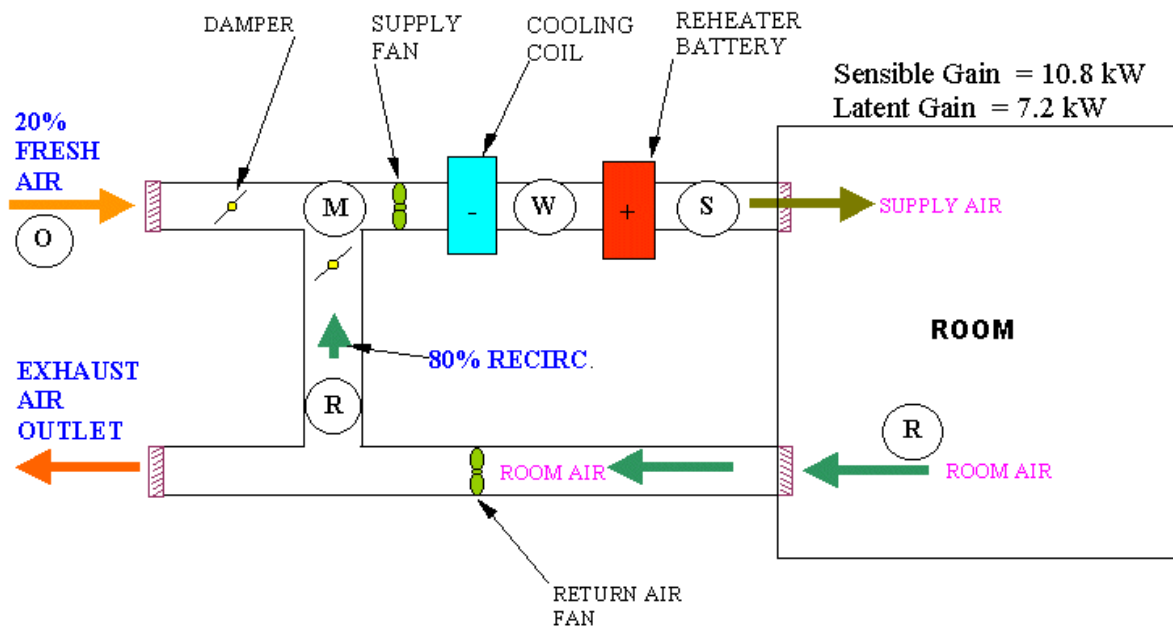 DAMPER
SUPPLY
FAN
COOLING
COIL
REHEATER
BATTERY
Sensible Gain = 10.8 kW
Latent Gain = 7.2 kW
20%
FRESH
AIR
O
M
-
W
+
S
SUPPLY AIR
ROOM
80% RECIRC.
EXHAUST
AIR
OUTLET
R
R
ROOM AIR
ROOM AIR
RETURN AIR
FAN